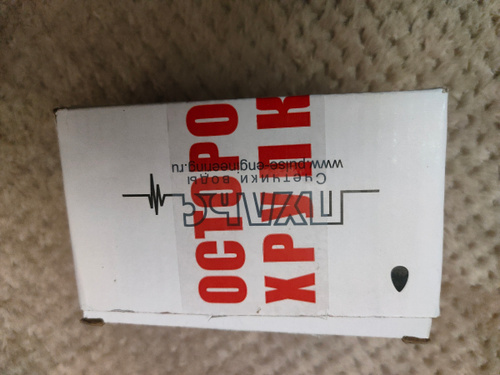 ОСТОРО
ХРУПК
ПУЛЬС
Счетчики воды
www.pulse-engineering.ru